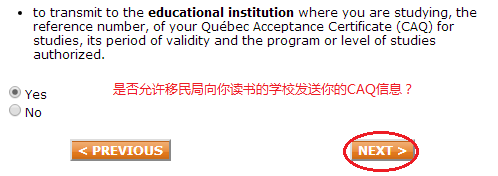 • to transmit to the educational institution where you are studying, the
reference number, of your Québec Acceptance Certificate (CAQ) for
studies, its period of validity and the program or level of studies
authorized.
Yes 是否允许移民局向你读书的学校发送你的CAQ信息？
No
< PREVIOUS NEXT >